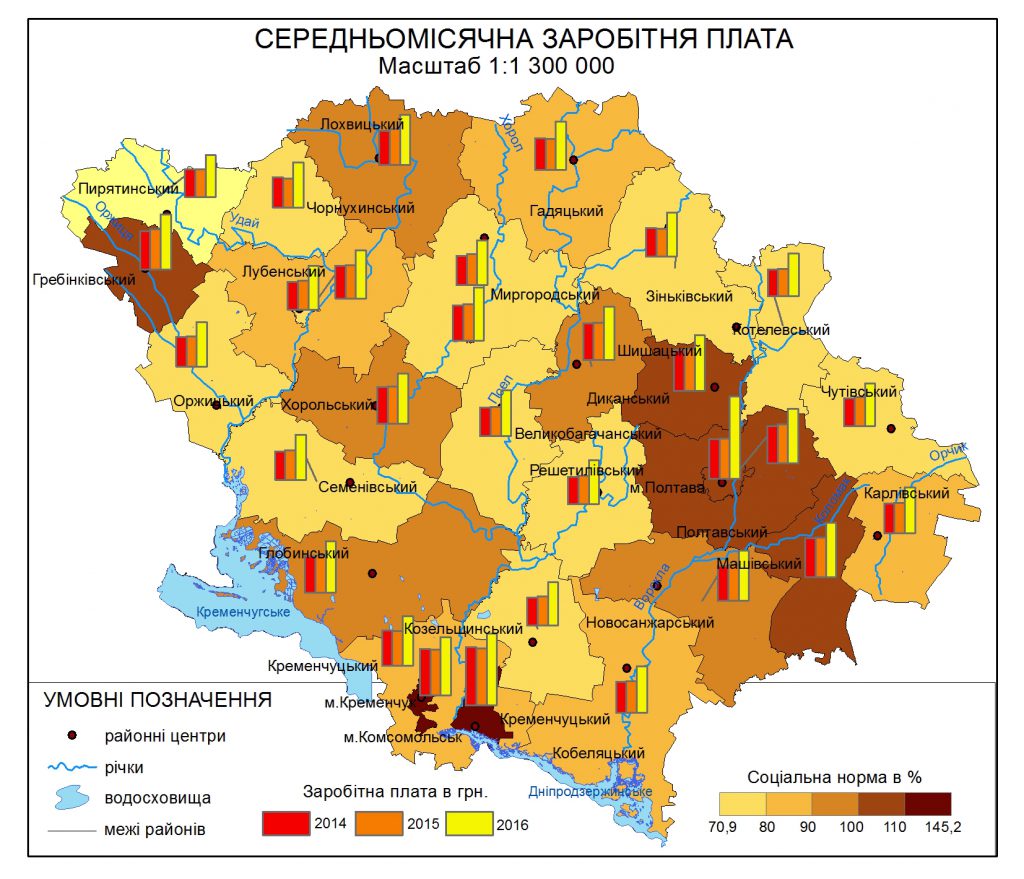 СЕРЕДНЬОМІСЯЧНА ЗАРОБІТНЯ ПЛАТА
Масштаб 1:1 300 000
Лохвицький
Хорол
Пирятинський
Чорнухинський
Гадяцький
Оржиця
Удай
Гребінківський
Лубенський
Миргородський
Зіньківський
Котелевський
Шишацький
Оржицький
Хорольський
Псел
Диканський
Чутівський
Великобагачанський
Решетилівський
Орчик
Семенівський
м.Полтава
Коломак
Карлівський
Полтавський
Глобинський
Машівський
Ворскла
Кременчугське
Козельщинський
Новосанжарський
Кременчуцький
м.Кременчук
Кременчуцький
м.Комсомольськ
Кобеляцький
Дніпродзержинське
УМОВНІ ПОЗНАЧЕННЯ
районні центри
річки
водосховища
межі районів
Заробітна плата в грн.
2014 2015 2016
Соціальна норма в %
70,9 80 90 100 110 145,2